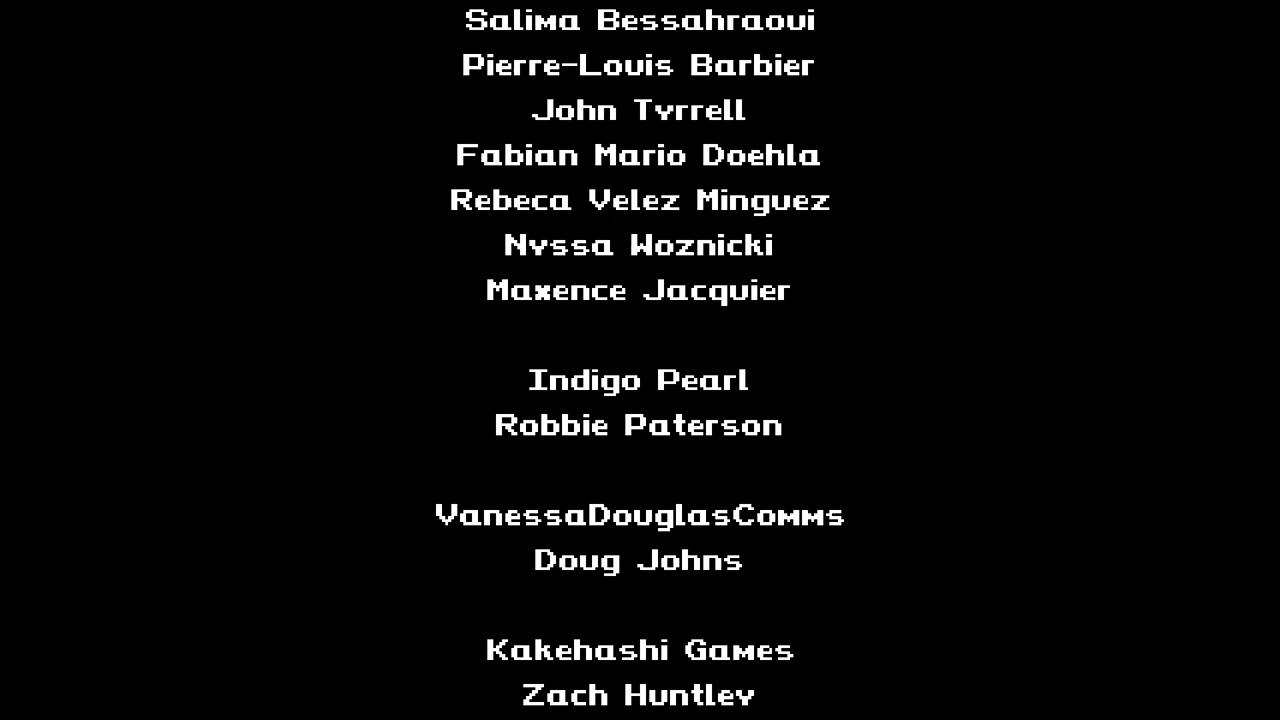 Salima Bessahraoui
Pierre-Louis Barbier
John Tyrrell
Fabian Mario Doehla
Rebeca Velez Minguez
Nyssa Woznicki
Maxence Jacquier
Indigo Pearl
Robbie Paterson
VanessaDouglasComms
Doug Johns
Kakehashi Games
Zach Huntley